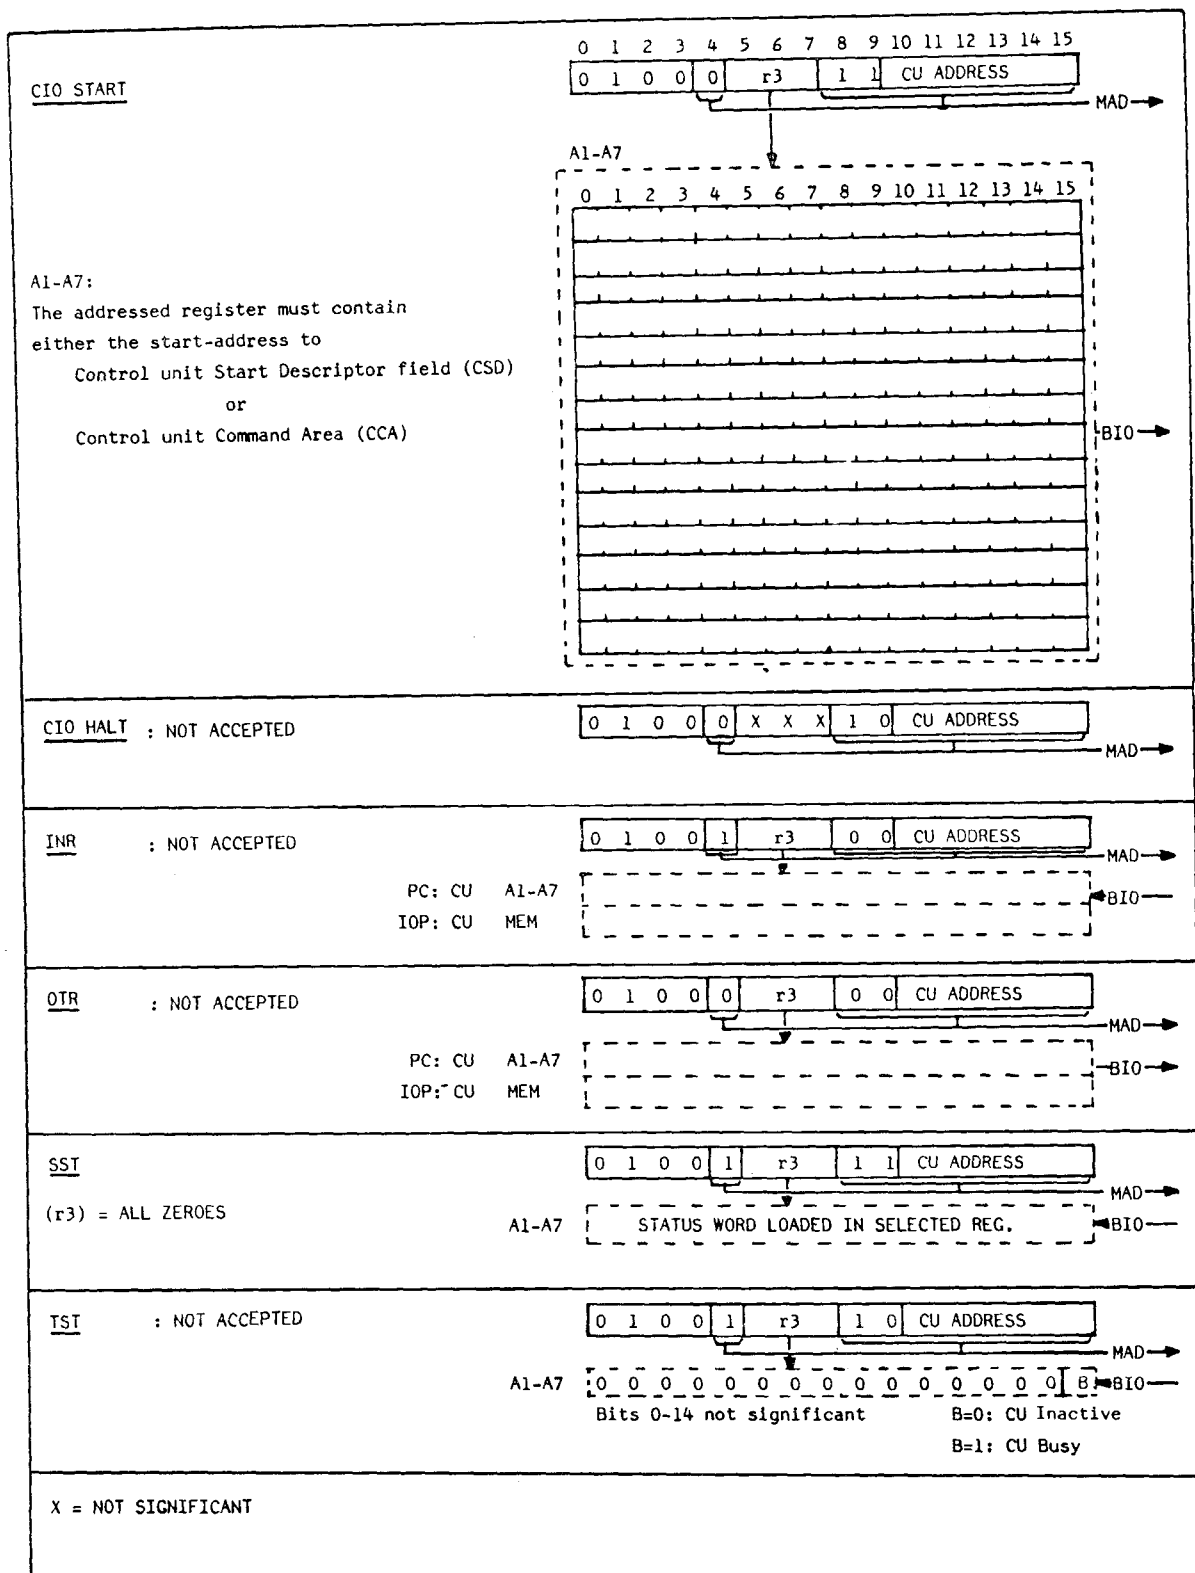 0 1 2 3 4 5 6 7 8 9 10 11 12 13 14 15
CIO START
0 1 0 0 0 r3 1 1 CU ADDRESS
MAD
A1-A7
0 1 2 3 4 5 6 7 8 9 10 11 12 13 14 15
A1-A7:
The addressed register must contain
either the start-address to
Control unit Start Descriptor field (CSD)
or
Control unit Command Area (CCA)
BIO
CIO HALT : NOT ACCEPTED
0 1 0 0 0 X X X 1 0 CU ADDRESS
MAD
INR : NOT ACCEPTED
0 1 0 0 1 r3 0 0 CU ADDRESS
MAD
PC: CU A1-A7
BIO
IOP: CU MEM
OTR : NOT ACCEPTED
0 1 0 0 0 r3 0 0 CU ADDRESS
MAD
PC: CU A1-A7
BIO
IOP: CU MEM
SST
0 1 0 0 1 r3 1 1 CU ADDRESS
MAD
(r3) = ALL ZEROES
A1-A7 STATUS WORD LOADED IN SELECTED REG.
BIO
TST : NOT ACCEPTED
0 1 0 0 1 r3 1 0 CU ADDRESS
MAD
A1-A7 0 0 0 0 0 0 0 0 0 0 0 0 0 0 0 B
BIO
Bits 0-14 not significant B=0: CU Inactive
B=1: CU Busy
X = NOT SIGNIFICANT